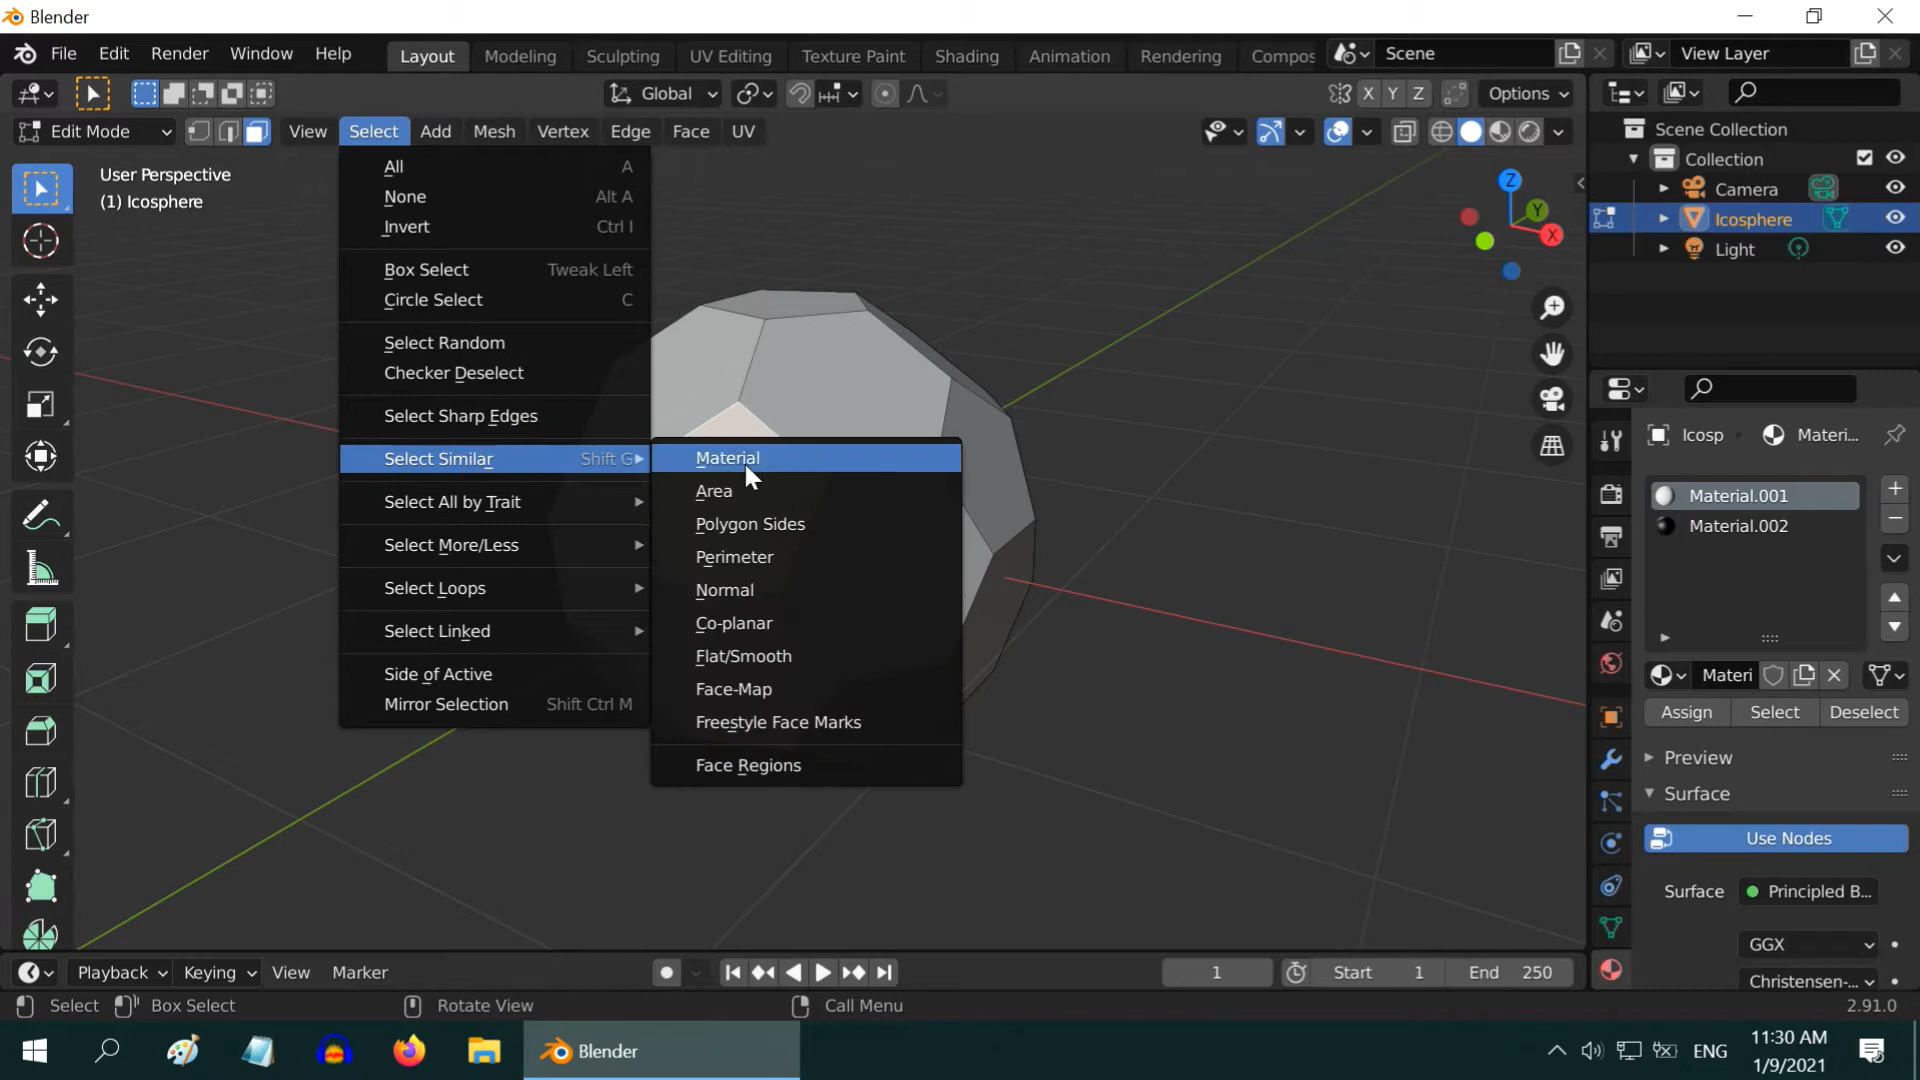 Blender
File Edit Render Window Help Layout Modeling Sculpting UV Editing Texture Paint Shading Animation Rendering Compos Scene View Layer
Global X Y Z Options
Edit Mode View Select Add Mesh Vertex Edge Face UV
User Perspective
(1) Icosphere
All A
None Alt A
Invert Ctrl I
Box Select Tweak Left
Circle Select C
Select Random
Checker Deselect
Select Sharp Edges
Select Similar Shift G
Select All by Trait
Select More/Less
Select Loops
Select Linked
Side of Active
Mirror Selection Shift Ctrl M
Material
Area
Polygon Sides
Perimeter
Normal
Co-planar
Flat/Smooth
Face-Map
Freestyle Face Marks
Face Regions
Z
Y
X
Scene Collection
Collection
Camera
Icosphere
Light
Icosp Materi...
Material.001
Material.002
Materi
Assign Select Deselect
Preview
Surface
Use Nodes
Surface Principled B...
GGX
Christensen-...
Playback Keying View Marker 1 Start 1 End 250
Select Box Select Rotate View Call Menu 2.91.0
Blender ENG 11:30 AM
1/9/2021